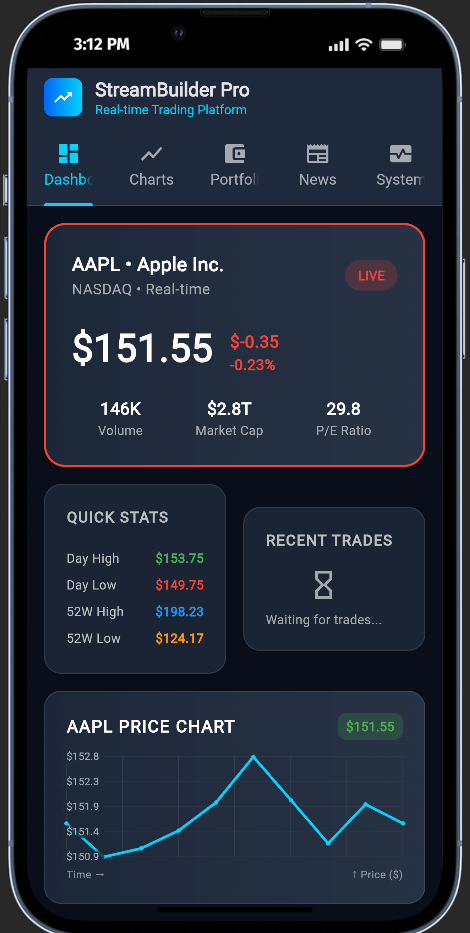 3:12 PM
StreamBuilder Pro
Real-time Trading Platform
Dashbo
Charts
Portfoli
News
System
AAPL • Apple Inc.
NASDAQ • Real-time
LIVE
$151.55
$-0.35
-0.23%
146K
$2.8T
29.8
Volume
Market Cap
P/E Ratio
QUICK STATS
Day High $153.75
Day Low $149.75
52W High $198.23
52W Low $124.17
RECENT TRADES
Waiting for trades...
AAPL PRICE CHART
$151.55
$152.8
$152.3
$151.9
$151.4
$150.9
Time →
↑ Price ($)